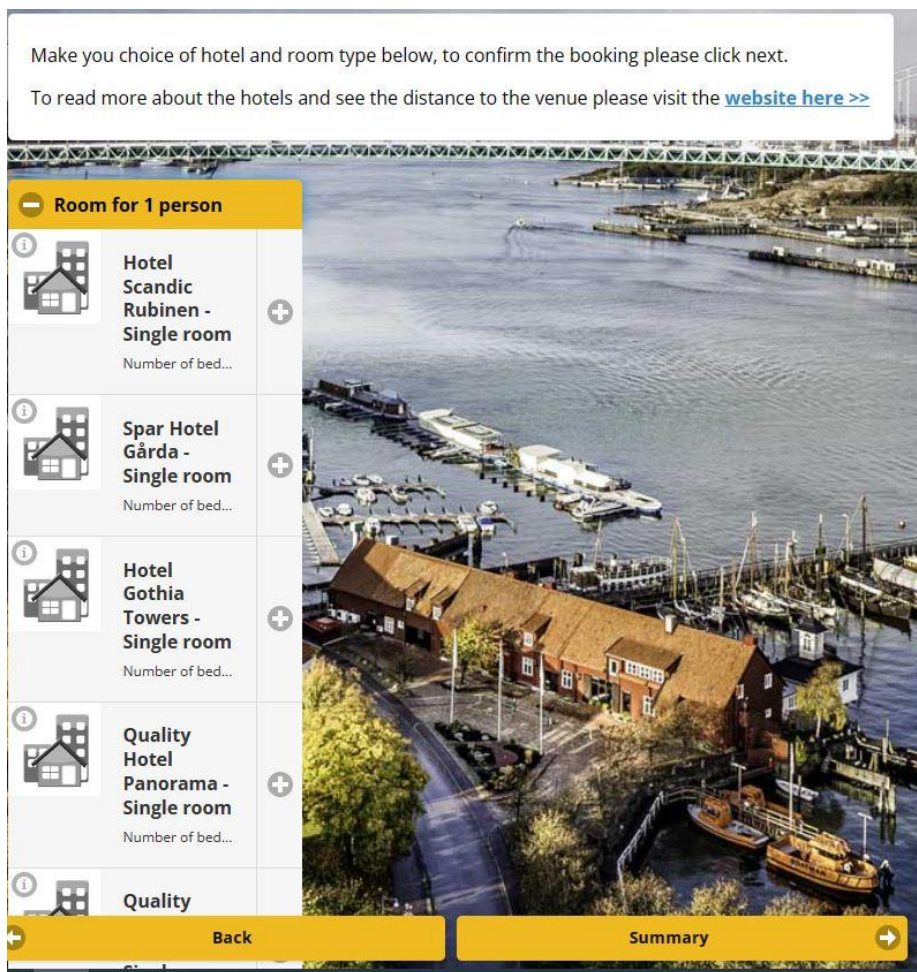 Make you choice of hotel and room type below, to confirm the booking please click next.
To read more about the hotels and see the distance to the venue please visit the website here >>
Room for 1 person
Hotel
Scandic
Rubinen -
Single room
Number of bed...
Spar Hotel
Gårda -
Single room
Number of bed...
Hotel
Gothia
Towers -
Single room
Number of bed...
Quality
Hotel
Panorama -
Single room
Number of bed...
Quality
Back
Summary